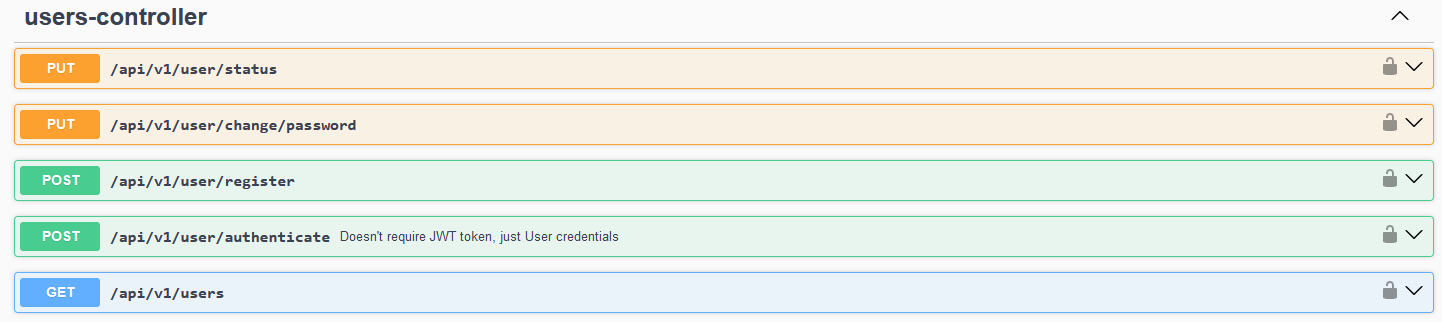 users-controller
PUT /api/v1/user/status
PUT /api/v1/user/change/password
POST /api/v1/user/register
POST /api/v1/user/authenticate Doesn't require JWT token, just User credentials
GET /api/v1/users